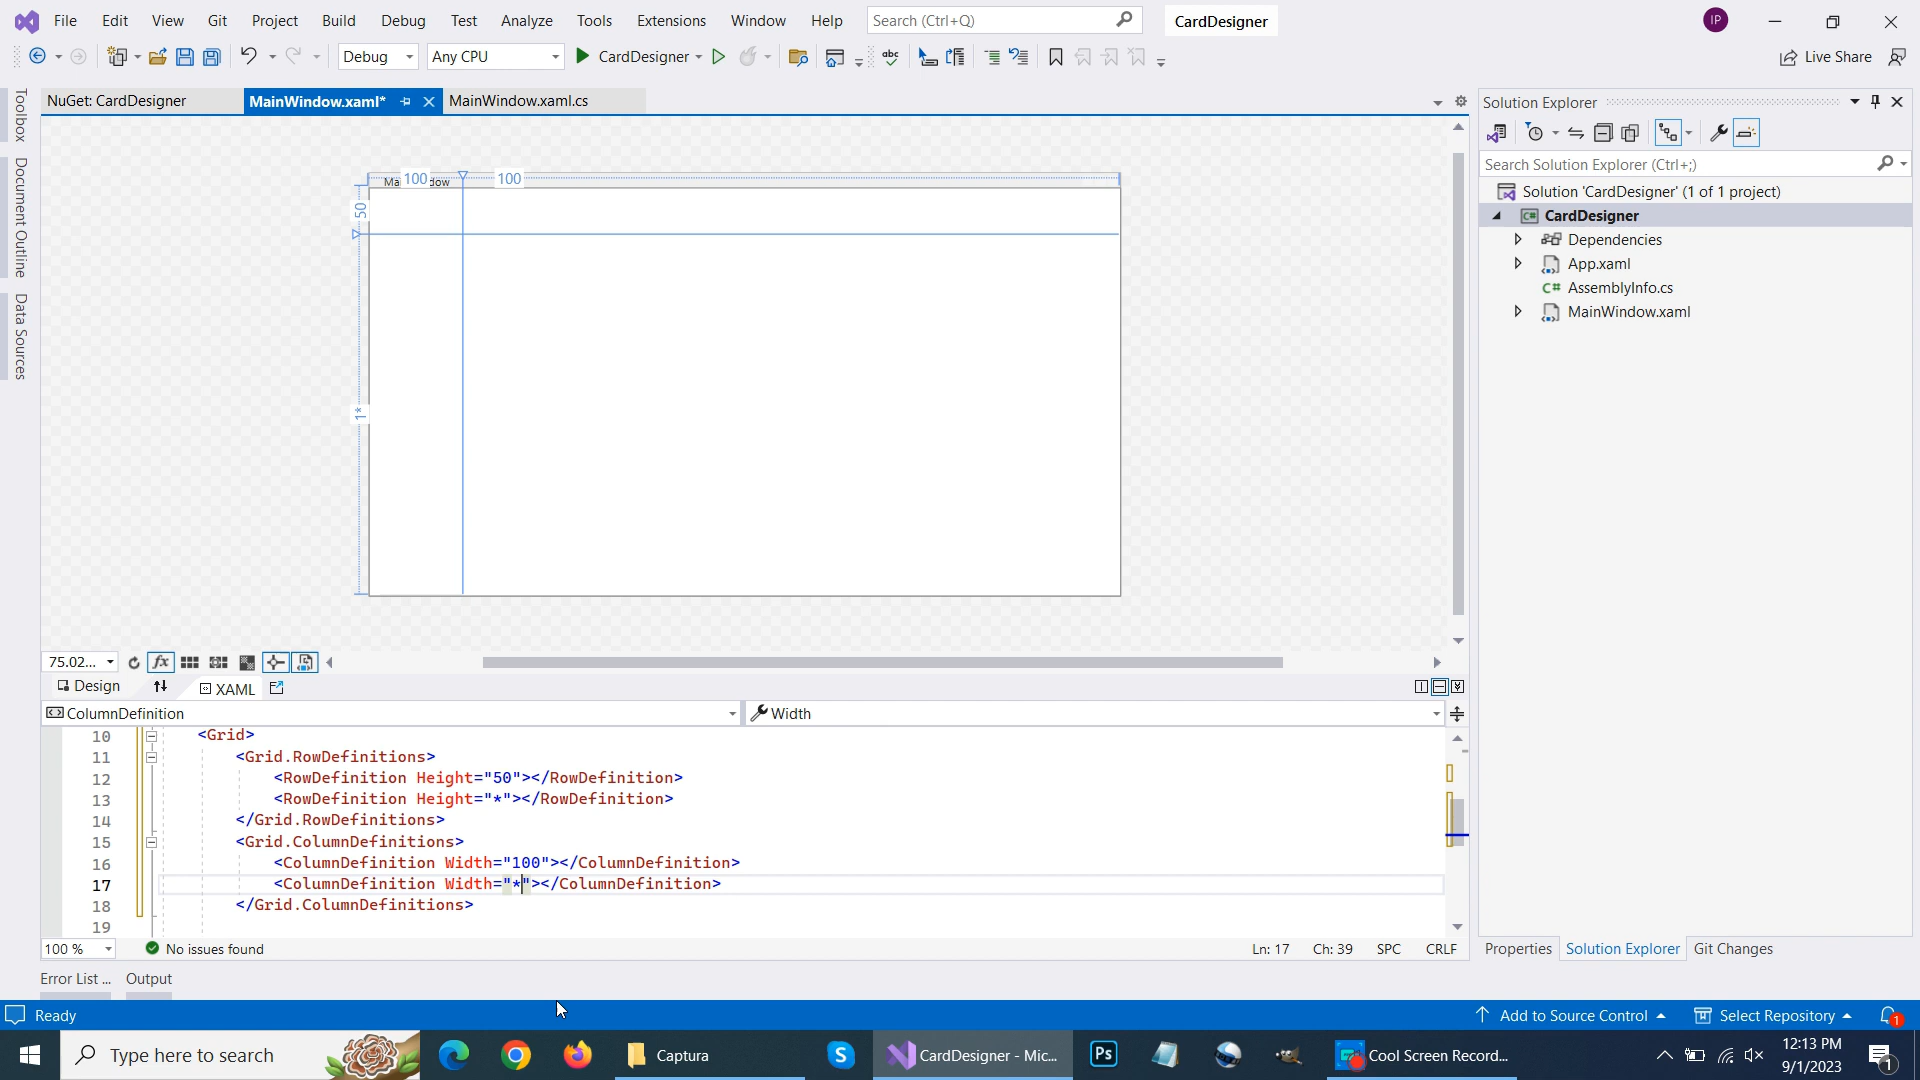 File Edit View Git Project Build Debug Test Analyze Tools Extensions Window Help Search (Ctrl+Q) CardDesigner IP
Debug Any CPU CardDesigner abc Live Share
NuGet: CardDesigner MainWindow.xaml* MainWindow.xaml.cs
Toolbox
Document Outline
Data Sources
100 100
50
1*
75.02...
Design XAML
ColumnDefinition Width
10 <Grid>
11 <Grid.RowDefinitions>
12 <RowDefinition Height="50"></RowDefinition>
13 <RowDefinition Height="*"></RowDefinition>
14 </Grid.RowDefinitions>
15 <Grid.ColumnDefinitions>
16 <ColumnDefinition Width="100"></ColumnDefinition>
17 <ColumnDefinition Width="*"></ColumnDefinition>
18 </Grid.ColumnDefinitions>
19
100 % No issues found Ln: 17 Ch: 39 SPC CRLF
Error List ... Output
Solution Explorer
Search Solution Explorer (Ctrl+;)
Solution 'CardDesigner' (1 of 1 project)
CardDesigner
Dependencies
App.xaml
AssemblyInfo.cs
MainWindow.xaml
Properties Solution Explorer Git Changes
Ready Add to Source Control Select Repository 1
Type here to search Captura CardDesigner - Mic... Ps Cool Screen Record... 12:13 PM
9/1/2023 1